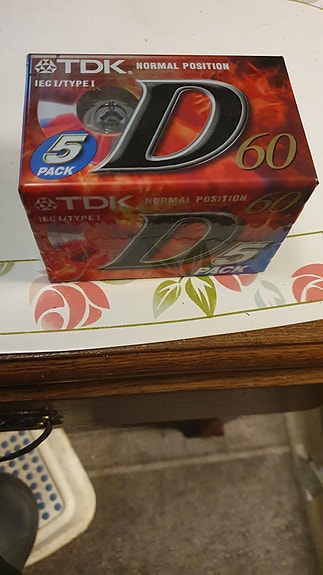 TDK. NORMAL POSITION
IEC I/TYPE I
D 60
5
PACK
TDK NORMAL POSITION 60
IEC I/TYPE I
D 5
PACK